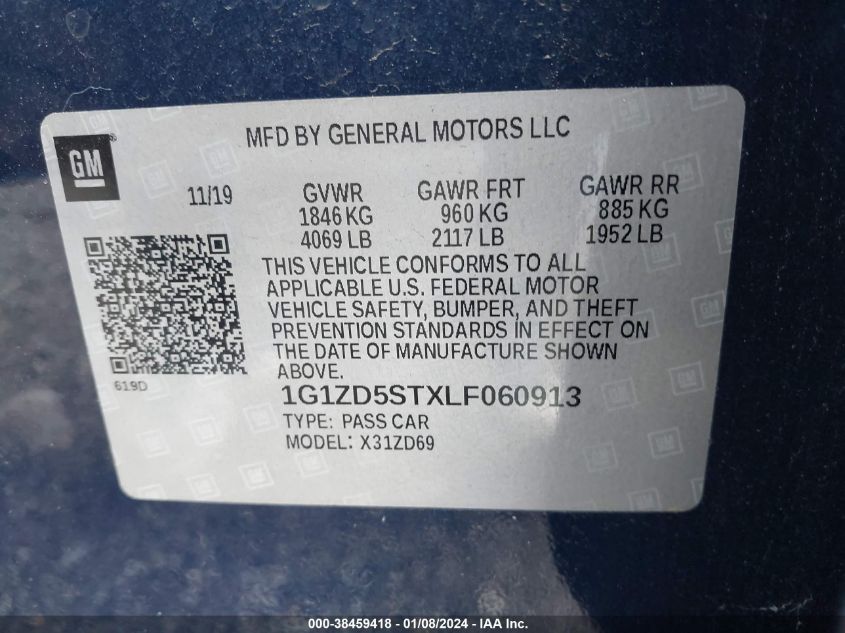 MFD BY GENERAL MOTORS LLC
GM
11/19
GVWR
1846 KG
4069 LB
GAWR FRT
960 KG
2117 LB
GAWR RR
885 KG
1952 LB
THIS VEHICLE CONFORMS TO ALL
APPLICABLE U.S. FEDERAL MOTOR
VEHICLE SAFETY, BUMPER, AND THEFT
PREVENTION STANDARDS IN EFFECT ON
THE DATE OF MANUFACTURE SHOWN
ABOVE.
619D
1G1ZD5STXLF060913
TYPE: PASS CAR
MODEL: X31ZD69
000-38459418 - 01/08/2024 - IAAI.com